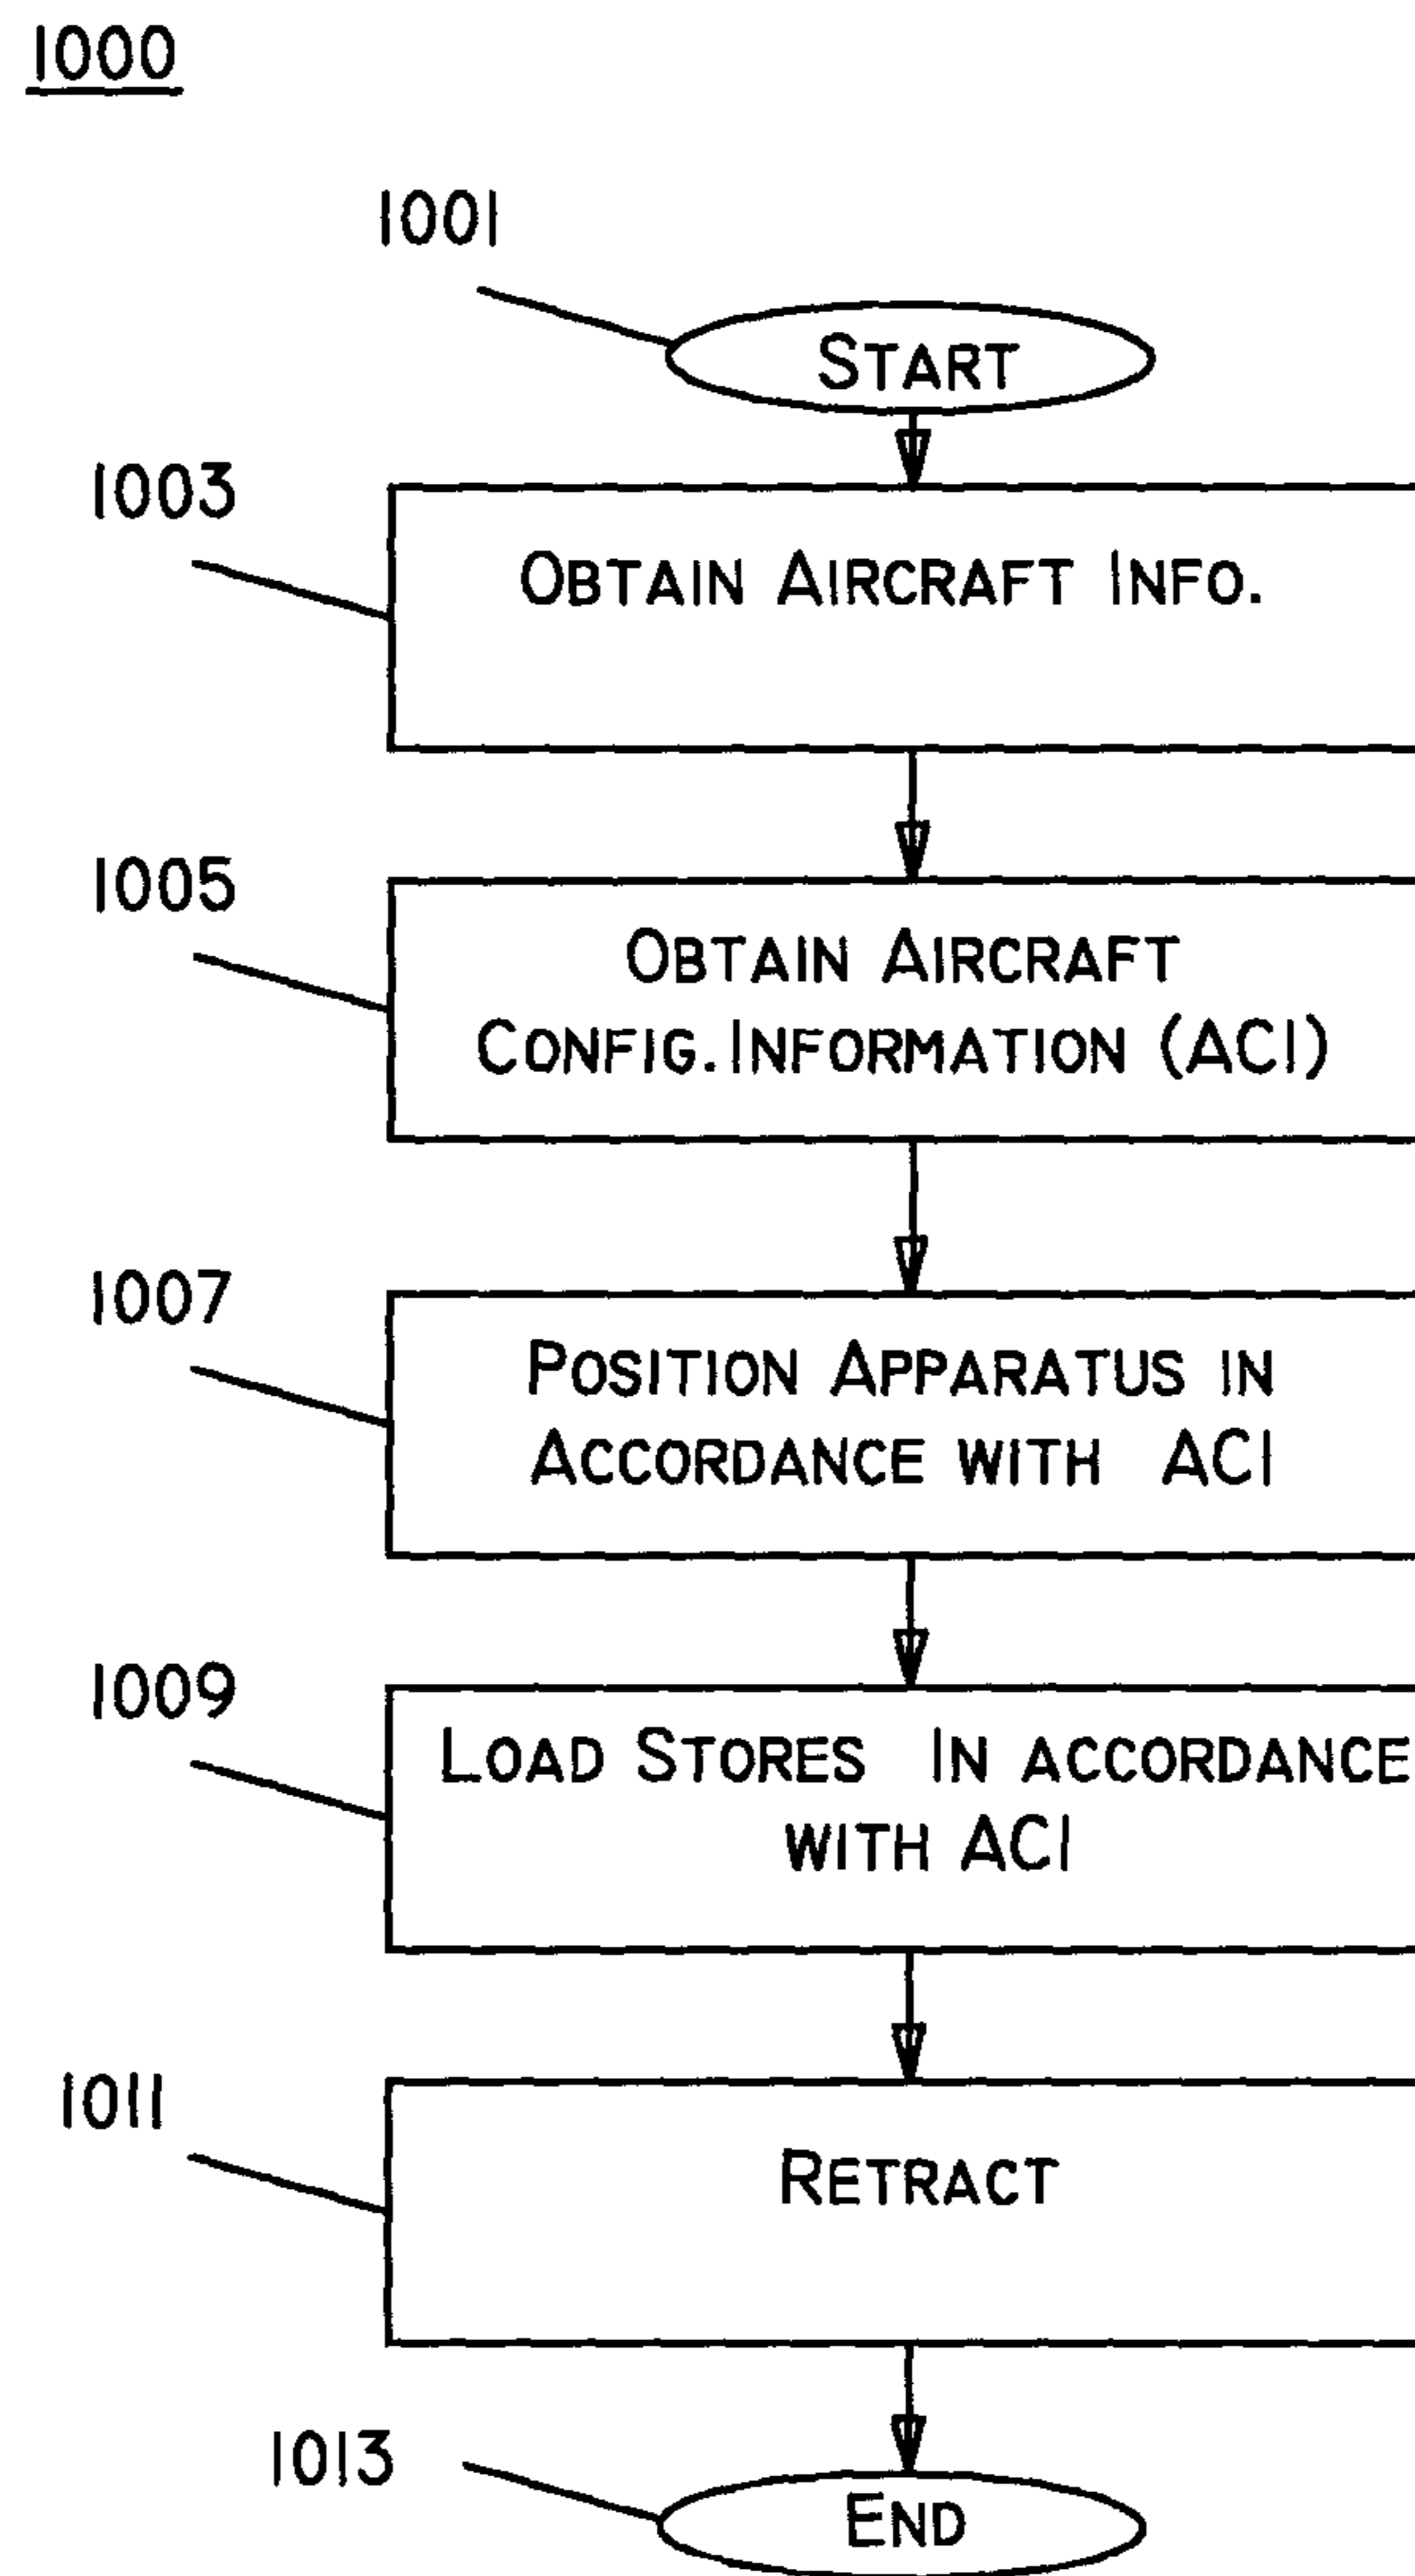 1000
1001
START
1003
OBTAIN AIRCRAFT INFO.
1005
OBTAIN AIRCRAFT
CONFIG. INFORMATION (ACI)
1007
POSITION APPARATUS IN
ACCORDANCE WITH ACI
1009
LOAD STORES IN ACCORDANCE
WITH ACI
1011
RETRACT
1013
END